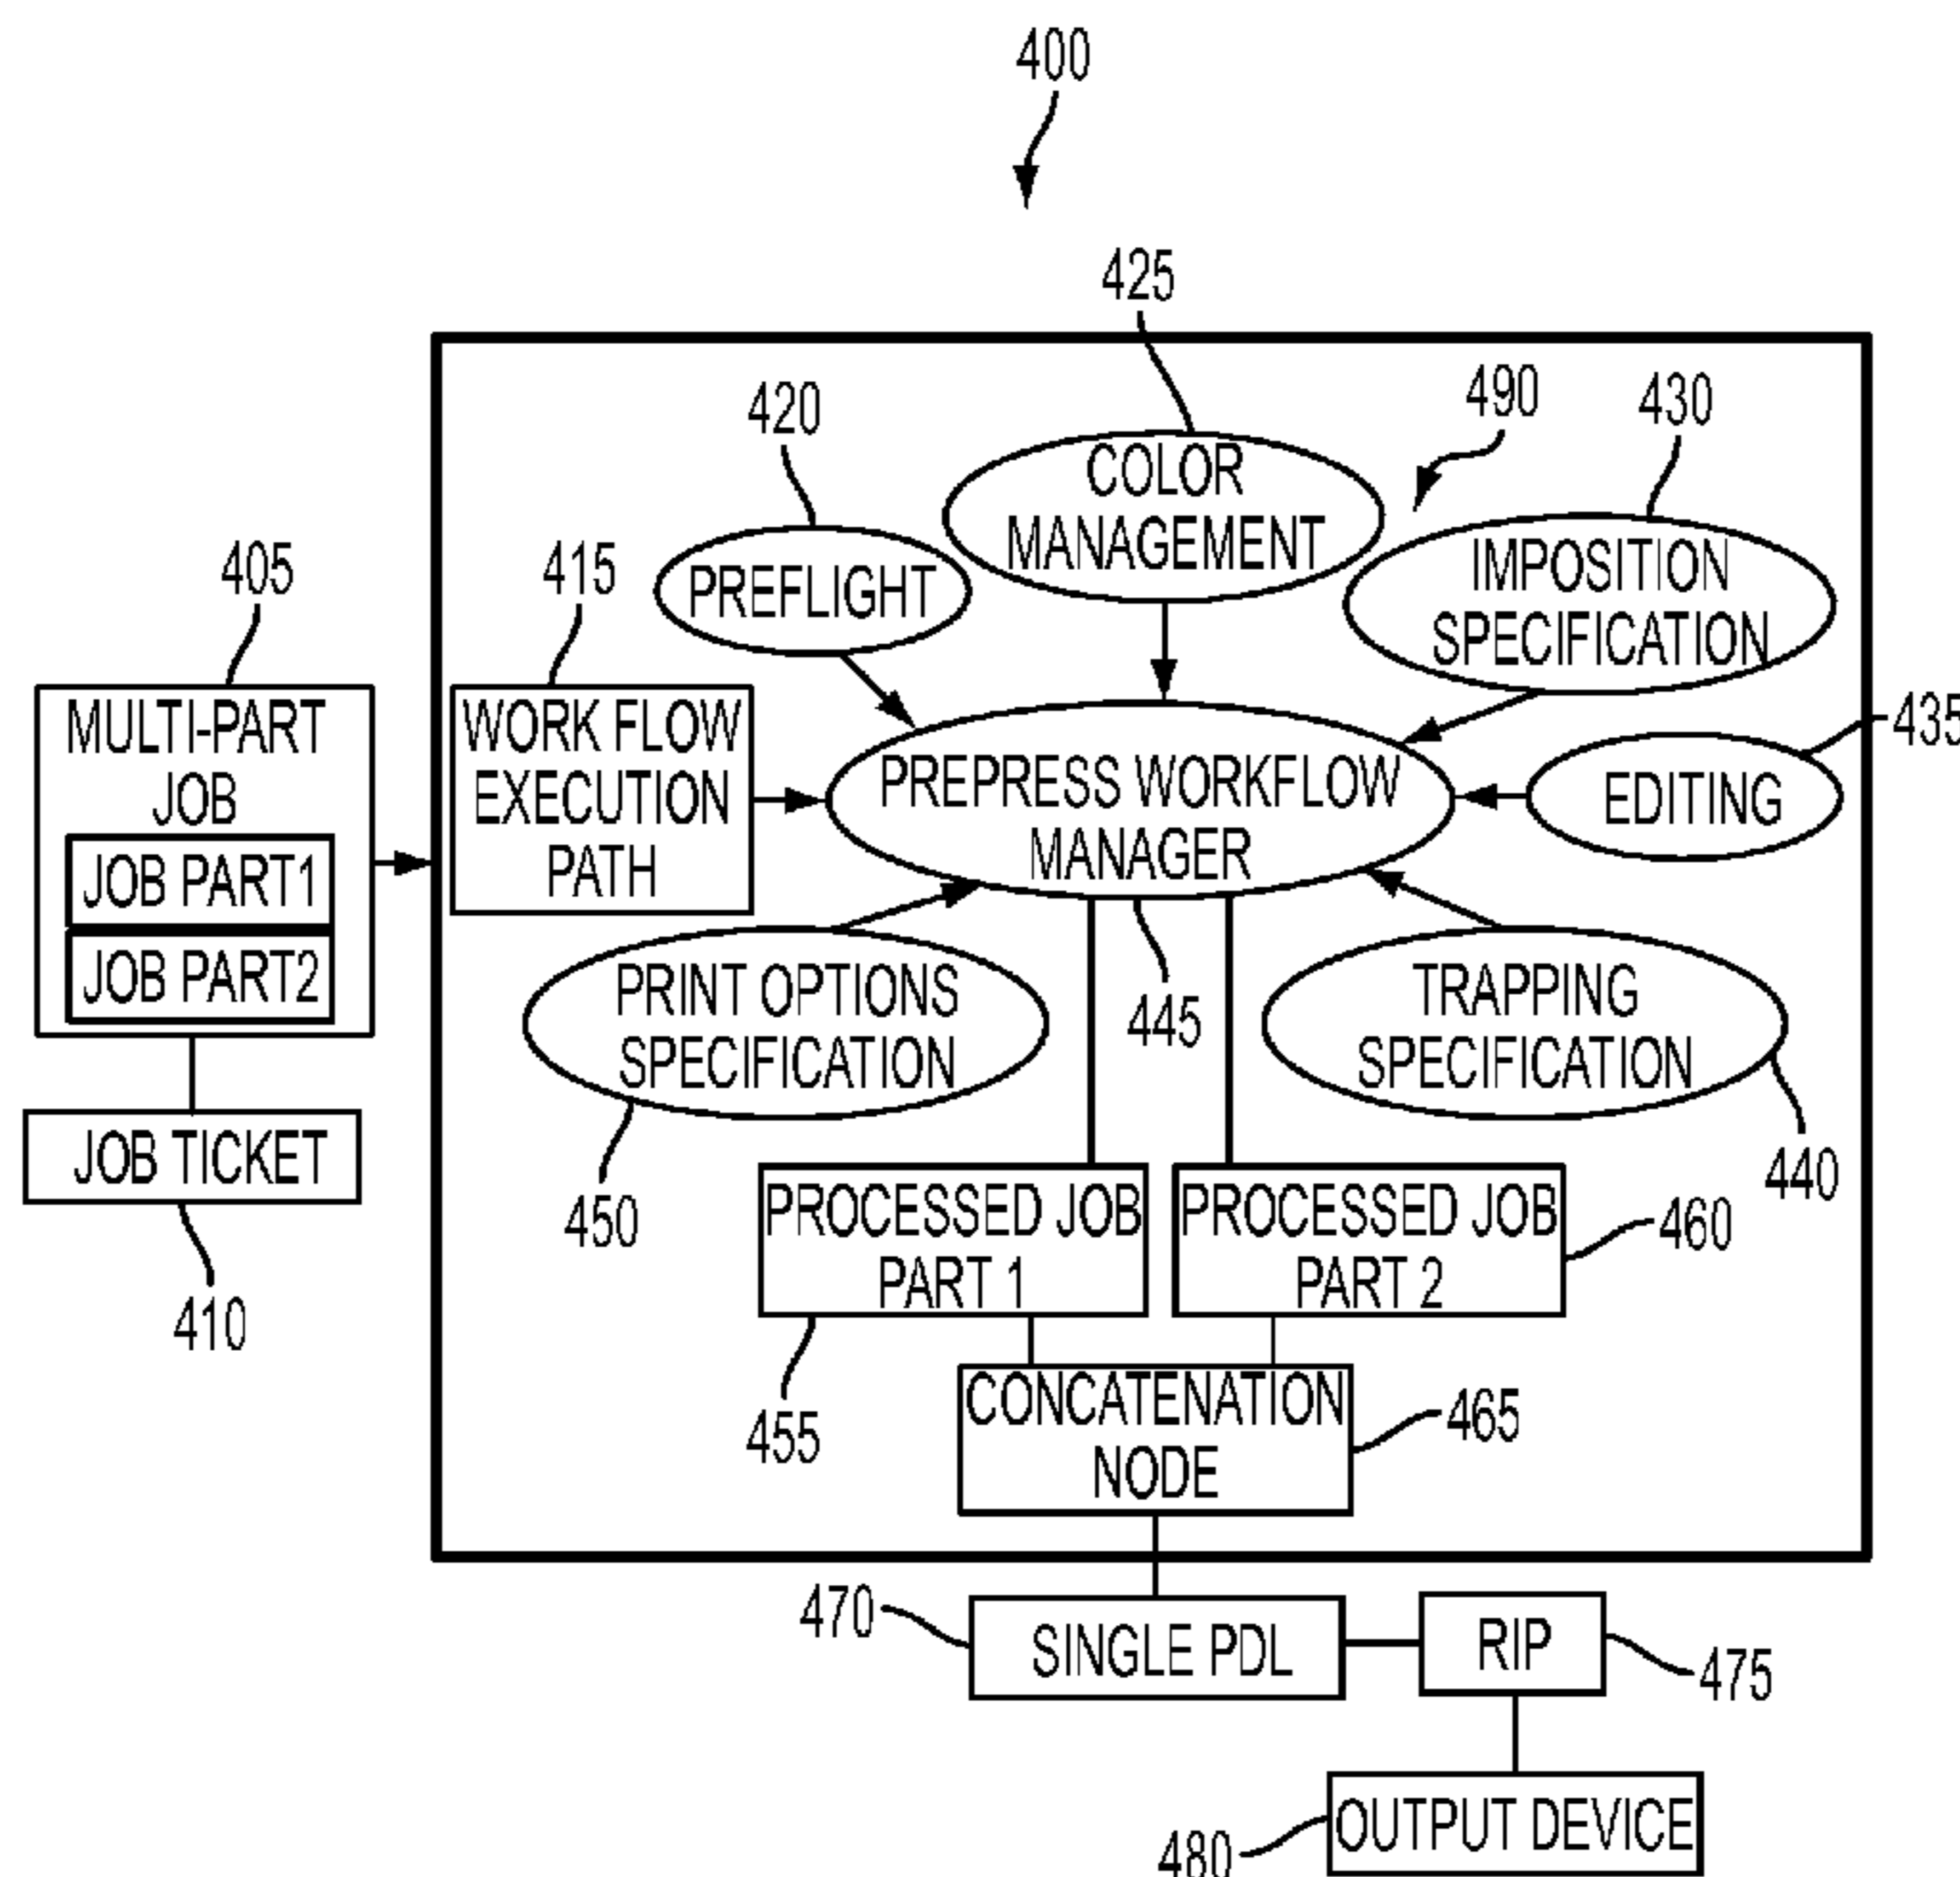 400
425
420
490
430
COLOR
MANAGEMENT
405
415
PREFLIGHT
IMPOSITION
SPECIFICATION
435
MULTI-PART
JOB
JOB PART1
JOB PART2
WORK FLOW
EXECUTION
PATH
PREPRESS WORKFLOW
MANAGER
EDITING
PRINT OPTIONS
SPECIFICATION
445
TRAPPING
SPECIFICATION
JOB TICKET
410
450
440
PROCESSED JOB
PART 1
PROCESSED JOB
PART 2
460
455
CONCATENATION
NODE
465
470
SINGLE PDL
RIP
475
OUTPUT DEVICE
480